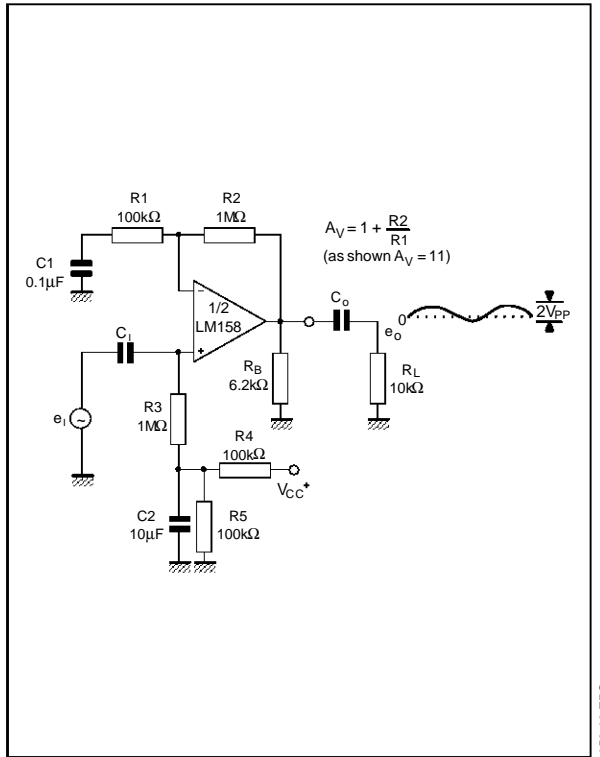 R1
100kΩ
R2
1MΩ
A_V = 1 + R2/R1
(as shown A_V = 11)
C1
0.1µF
1/2
LM158
C_I
C_o
0
2V_PP
e_o
R_B
6.2kΩ
R_L
10kΩ
e_I
~
R3
1MΩ
R4
100kΩ
V_CC+
C2
10µF
R5
100kΩ